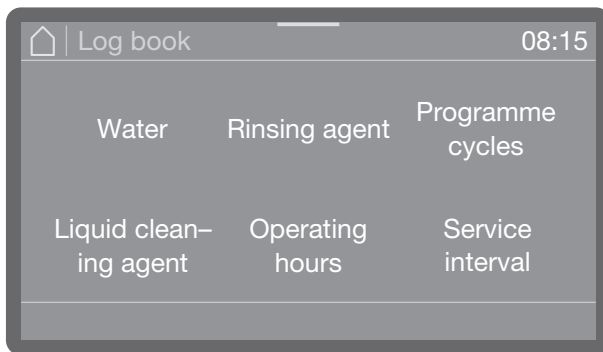 Log book 08:15
Water Rinsing agent Programme
cycles
Liquid clean–
ing agent
Operating
hours
Service
interval